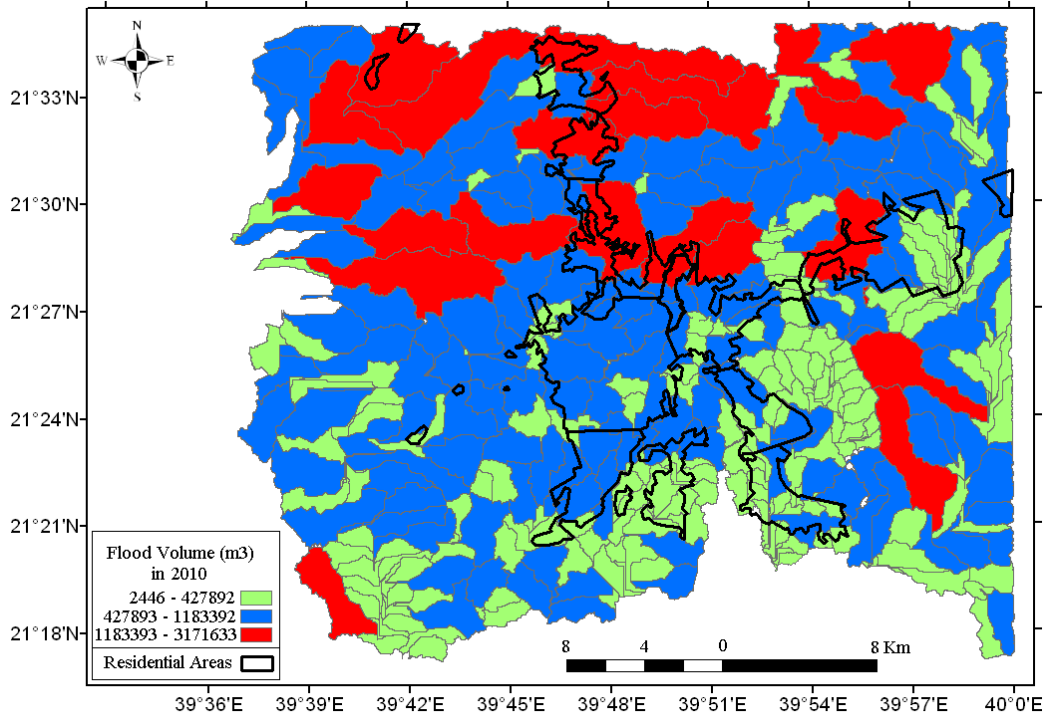 N
W E
S
21°33'N
21°30'N
21°27'N
21°24'N
21°21'N
21°18'N
Flood Volume (m3)
in 2010
2446 - 427892
427893 - 1183392
1183393 - 3171633
Residential Areas
8 4 0 8 Km
39°36'E 39°39'E 39°42'E 39°45'E 39°48'E 39°51'E 39°54'E 39°57'E 40°0'E